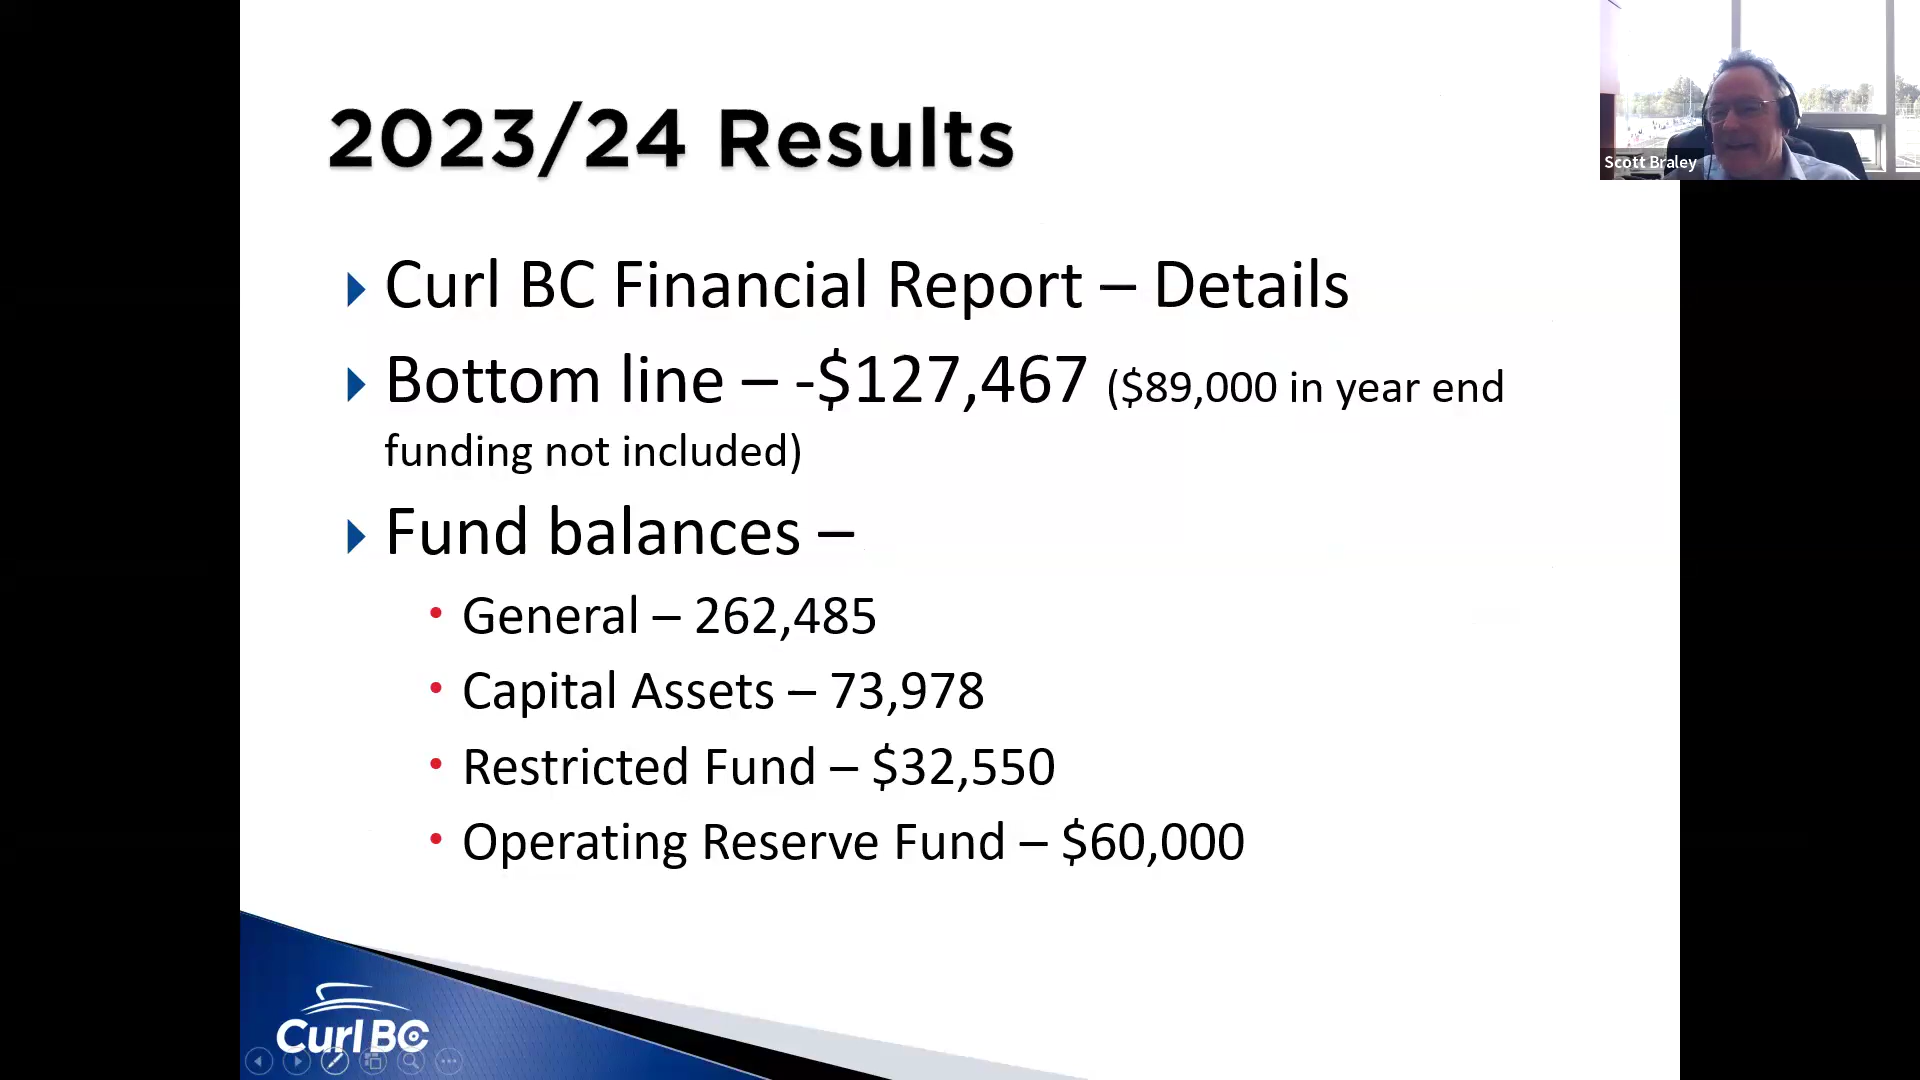 2023/24 Results
Scott Braley
Curl BC Financial Report – Details
Bottom line – -$127,467 ($89,000 in year end
funding not included)
Fund balances –
General – 262,485
Capital Assets – 73,978
Restricted Fund – $32,550
Operating Reserve Fund – $60,000
Curl BC